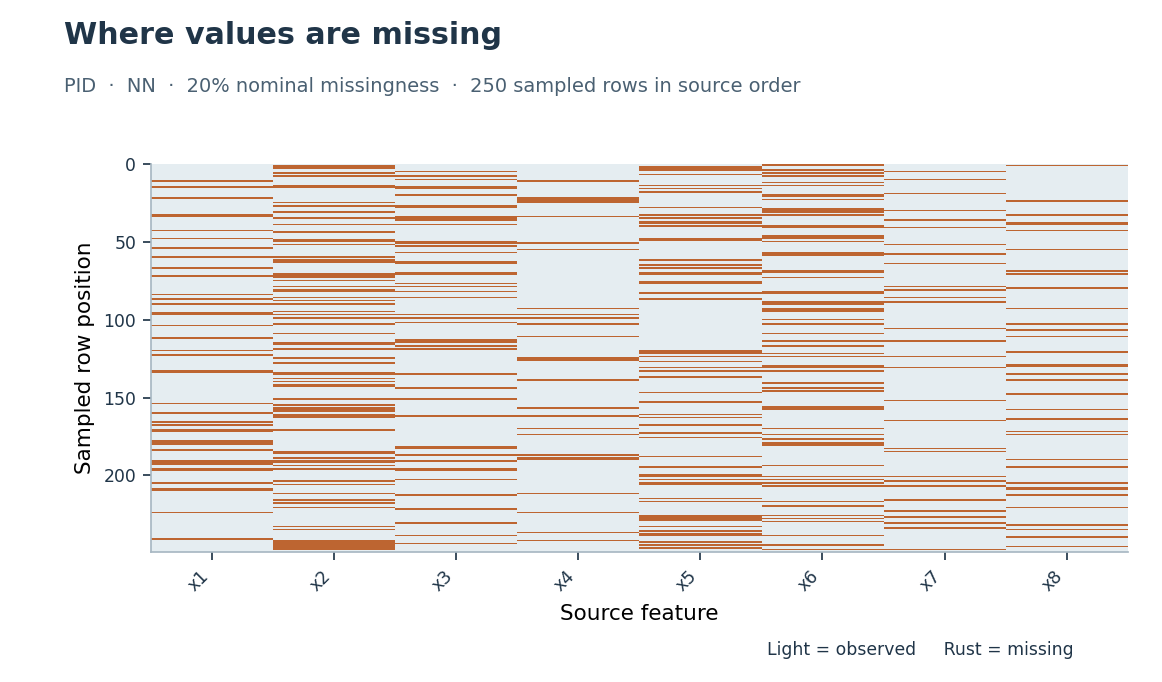 Where values are missing
PID · NN · 20% nominal missingness · 250 sampled rows in source order
0
50
100
150
200
Sampled row position
x1 x2 x3 x4 x5 x6 x7 x8
Source feature
Light = observed Rust = missing